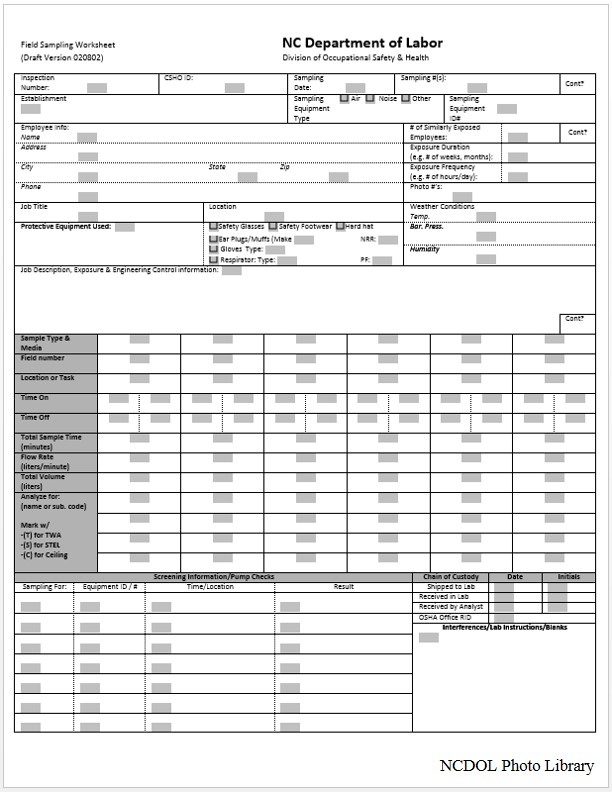 Field Sampling Worksheet
(Draft Version 020802)
NC Department of Labor
Division of Occupational Safety & Health
Inspection Number:
CSHO ID:
Sampling Date:
Sampling #(s):
Cont?
Establishment
Sampling Equipment Type
Air Noise Other
Sampling Equipment ID#
Employee Info:
Name
# of Similarly Exposed Employees:
Cont?
Address
Exposure Duration
(e.g. # of weeks, months):
City State Zip
Exposure Frequency
(e.g. # of hours/day):
Phone
Photo #'s:
Job Title
Location
Weather Conditions
Temp.
Protective Equipment Used:
Safety Glasses Safety Footwear Hard hat
Bar. Press.
Ear Plugs/Muffs (Make NRR:
Gloves Type:
Humidity
Respirator: Type: PF:
Job Description, Exposure & Engineering Control information:
Cont?
Sample Type &
Media
Field number
Location or Task
Time On
Time Off
Total Sample Time
(minutes)
Flow Rate
(liters/minute)
Total Volume
(liters)
Analyze for:
(name or sub. code)
Mark w/
-(T) for TWA
-(S) for STEL
-(C) for Ceiling
Screening Information/Pump Checks
Chain of Custody Date Initials
Sampling For: Equipment ID / # Time/Location Result
Shipped to Lab
Received in Lab
Received by Analyst
OSHA Office R/O
Interferences/Lab Instructions/Blanks
NCDOL Photo Library